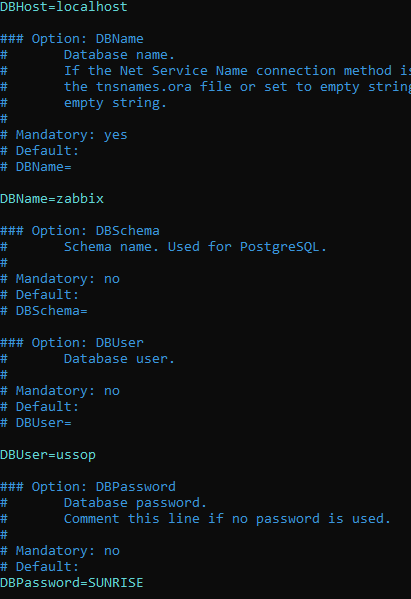 DBHost=localhost
### Option: DBName
#       Database name.
#       If the Net Service Name connection method is
#       the tnsnames.ora file or set to empty string
#       empty string.
#
# Mandatory: yes
# Default:
# DBName=
DBName=zabbix
### Option: DBSchema
#       Schema name. Used for PostgreSQL.
#
# Mandatory: no
# Default:
# DBSchema=
### Option: DBUser
#       Database user.
#
# Mandatory: no
# Default:
# DBUser=
DBUser=ussop
### Option: DBPassword
#       Database password.
#       Comment this line if no password is used.
#
# Mandatory: no
# Default:
DBPassword=SUNRISE